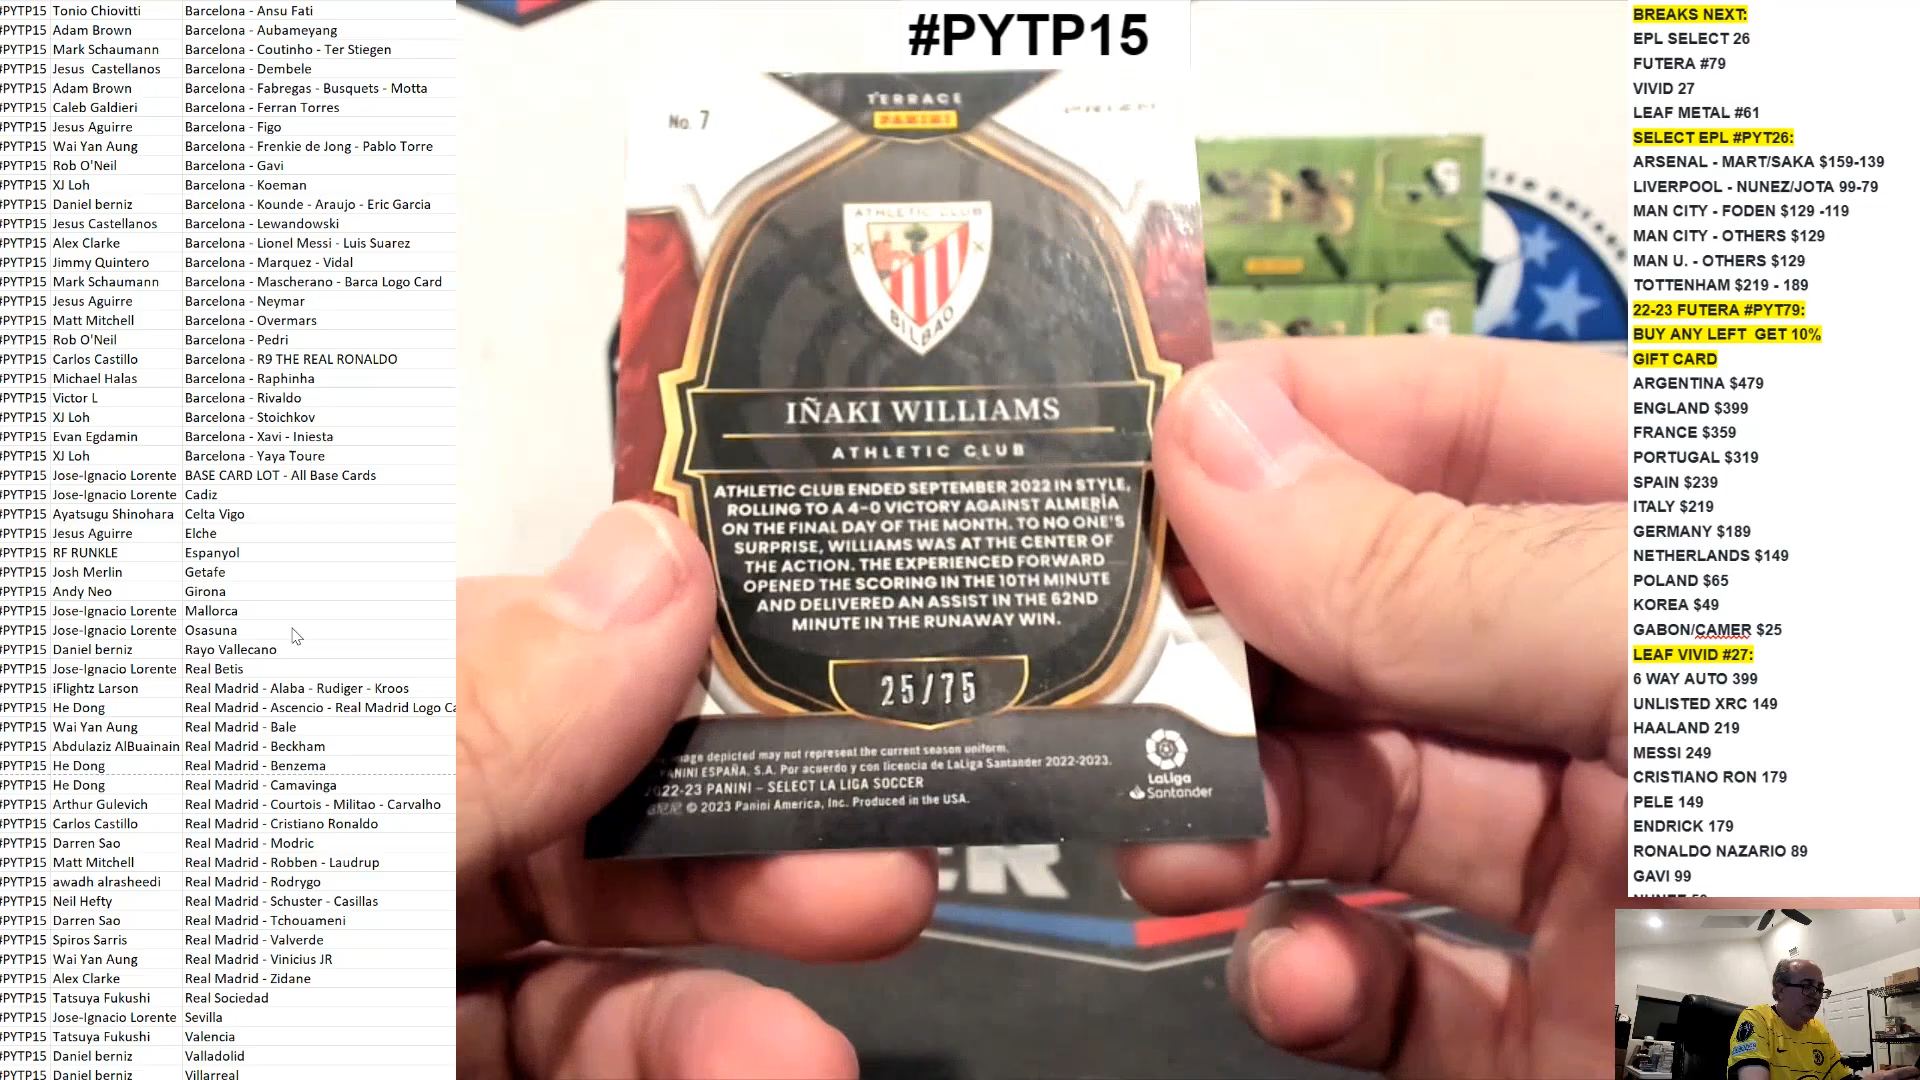 #PYTP15 Tonio Chiovitti Barcelona - Ansu Fati
#PYTP15 Adam Brown Barcelona - Aubameyang
#PYTP15 Mark Schaumann Barcelona - Coutinho - Ter Stiegen
#PYTP15 Jesus Castellanos Barcelona - Dembele
#PYTP15 Adam Brown Barcelona - Fabregas - Busquets - Motta
#PYTP15 Caleb Galdieri Barcelona - Ferran Torres
#PYTP15 Jesus Aguirre Barcelona - Figo
#PYTP15 Wai Yan Aung Barcelona - Frenkie de Jong - Pablo Torre
#PYTP15 Rob O'Neil Barcelona - Gavi
#PYTP15 XJ Loh Barcelona - Koeman
#PYTP15 Daniel berniz Barcelona - Kounde - Araujo - Eric Garcia
#PYTP15 Jesus Castellanos Barcelona - Lewandowski
#PYTP15 Alex Clarke Barcelona - Lionel Messi - Luis Suarez
#PYTP15 Jimmy Quintero Barcelona - Marquez - Vidal
#PYTP15 Mark Schaumann Barcelona - Mascherano - Barca Logo Card
#PYTP15 Jesus Aguirre Barcelona - Neymar
#PYTP15 Matt Mitchell Barcelona - Overmars
#PYTP15 Rob O'Neil Barcelona - Pedri
#PYTP15 Carlos Castillo Barcelona - R9 THE REAL RONALDO
#PYTP15 Michael Halas Barcelona - Raphinha
#PYTP15 Victor L Barcelona - Rivaldo
#PYTP15 XJ Loh Barcelona - Stoichkov
#PYTP15 Evan Egdamin Barcelona - Xavi - Iniesta
#PYTP15 XJ Loh Barcelona - Yaya Toure
#PYTP15 Jose-Ignacio Lorente BASE CARD LOT - All Base Cards
#PYTP15 Jose-Ignacio Lorente Cadiz
#PYTP15 Ayatsugu Shinohara Celta Vigo
#PYTP15 Jesus Aguirre Elche
#PYTP15 RF RUNKLE Espanyol
#PYTP15 Josh Merlin Getafe
#PYTP15 Andy Neo Girona
#PYTP15 Jose-Ignacio Lorente Mallorca
#PYTP15 Jose-Ignacio Lorente Osasuna
#PYTP15 Daniel berniz Rayo Vallecano
#PYTP15 Jose-Ignacio Lorente Real Betis
#PYTP15 iFlightz Larson Real Madrid - Alaba - Rudiger - Kroos
#PYTP15 He Dong Real Madrid - Ascencio - Real Madrid Logo Ca
#PYTP15 Wai Yan Aung Real Madrid - Bale
#PYTP15 Abdulaziz AlBuainain Real Madrid - Beckham
#PYTP15 He Dong Real Madrid - Benzema
#PYTP15 He Dong Real Madrid - Camavinga
#PYTP15 Arthur Gulevich Real Madrid - Courtois - Militao - Carvalho
#PYTP15 Carlos Castillo Real Madrid - Cristiano Ronaldo
#PYTP15 Darren Sao Real Madrid - Modric
#PYTP15 Matt Mitchell Real Madrid - Robben - Laudrup
#PYTP15 awadh alrasheedi Real Madrid - Rodrygo
#PYTP15 Neil Hefty Real Madrid - Schuster - Casillas
#PYTP15 Darren Sao Real Madrid - Tchouameni
#PYTP15 Spiros Sarris Real Madrid - Valverde
#PYTP15 Wai Yan Aung Real Madrid - Vinicius JR
#PYTP15 Alex Clarke Real Madrid - Zidane
#PYTP15 Tatsuya Fukushi Real Sociedad
#PYTP15 Jose-Ignacio Lorente Sevilla
#PYTP15 Tatsuya Fukushi Valencia
#PYTP15 Daniel berniz Valladolid
#PYTP15 Daniel berniz Villarreal
#PYTP15
No. 7
TERRACE
PANINI
PRIZM
ATHLETIC CLUB
BILBAO
IÑAKI WILLIAMS
ATHLETIC CLUB
ATHLETIC CLUB ENDED SEPTEMBER 2022 IN STYLE,
ROLLING TO A 4-0 VICTORY AGAINST ALMERÍA
ON THE FINAL DAY OF THE MONTH. TO NO ONE'S
SURPRISE, WILLIAMS WAS AT THE CENTER OF
THE ACTION. THE EXPERIENCED FORWARD
OPENED THE SCORING IN THE 10TH MINUTE
AND DELIVERED AN ASSIST IN THE 62ND
MINUTE IN THE RUNAWAY WIN.
25/75
depicted may not represent the current season uniform.
PANINI ESPAÑA, S.A. Por acuerdo y con licencia de LaLiga Santander 2022-2023.
2022-23 PANINI – SELECT LA LIGA SOCCER
© 2023 Panini America, Inc. Produced in the USA.
LaLiga
Santander
ER
BREAKS NEXT:
EPL SELECT 26
FUTERA #79
VIVID 27
LEAF METAL #61
SELECT EPL #PYT26:
ARSENAL - MART/SAKA $159-139
LIVERPOOL - NUNEZ/JOTA 99-79
MAN CITY - FODEN $129 -119
MAN CITY - OTHERS $129
MAN U. - OTHERS $129
TOTTENHAM $219 - 189
22-23 FUTERA #PYT79:
BUY ANY LEFT GET 10%
GIFT CARD
ARGENTINA $479
ENGLAND $399
FRANCE $359
PORTUGAL $319
SPAIN $239
ITALY $219
GERMANY $189
NETHERLANDS $149
POLAND $65
KOREA $49
GABON/CAMER $25
LEAF VIVID #27:
6 WAY AUTO 399
UNLISTED XRC 149
HAALAND 219
MESSI 249
CRISTIANO RON 179
PELE 149
ENDRICK 179
RONALDO NAZARIO 89
GAVI 99